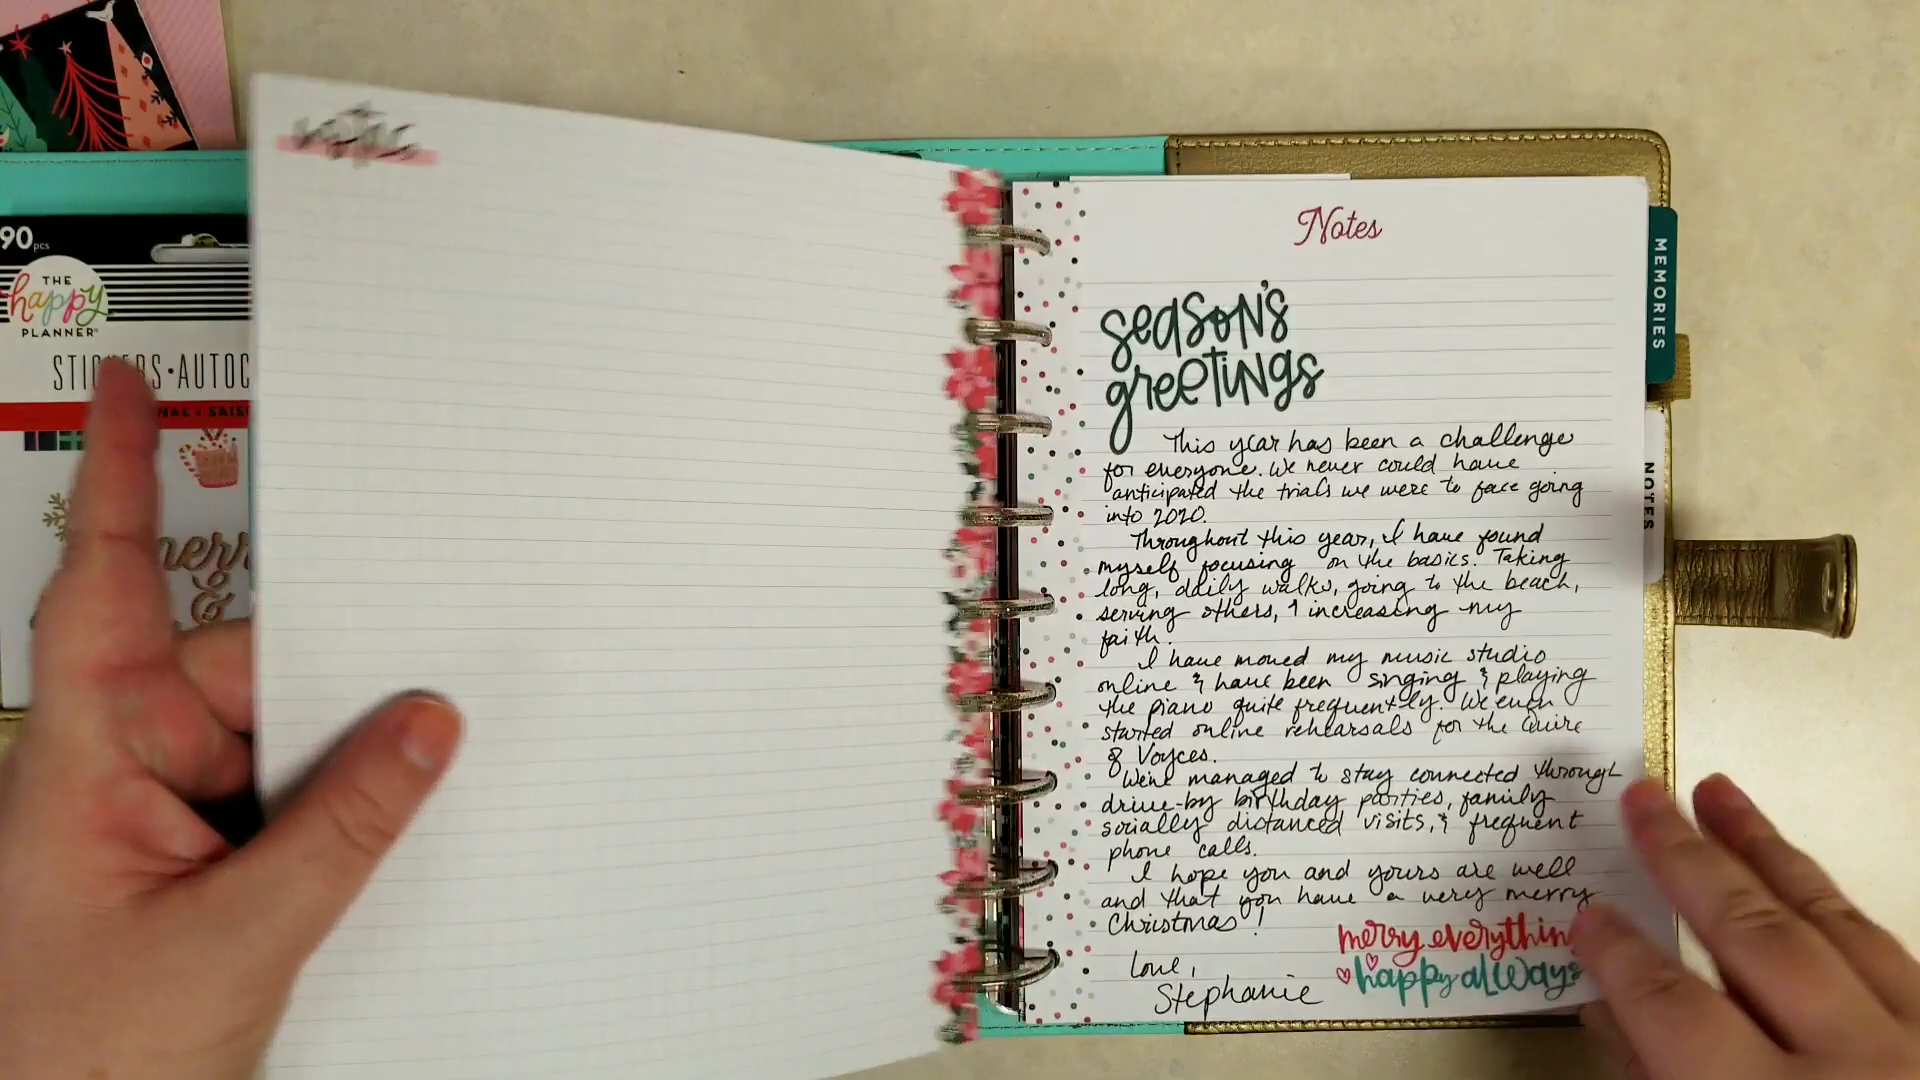 90 pcs
THE
happy
PLANNER
STICKERS • AUTOC
merry
&
Notes
MEMORIES
NOTES
season's
greetings
This year has been a challenge
for everyone. We never could have
anticipated the trials we were to face going
into 2020.
Throughout this year, I have found
myself focusing on the basics. Taking
long, daily walks, going to the beach,
serving others, & increasing my
faith.
I have moved my music studio
online & have been singing & playing
the piano quite frequently. We even
started online rehearsals for the Quire
of Voyces.
We've managed to stay connected through
drive-by birthday parties, family
socially distanced visits, & frequent
phone calls.
I hope you and yours are well
and that you have a very merry
Christmas!
Love,
Stephanie
merry everything
happy always